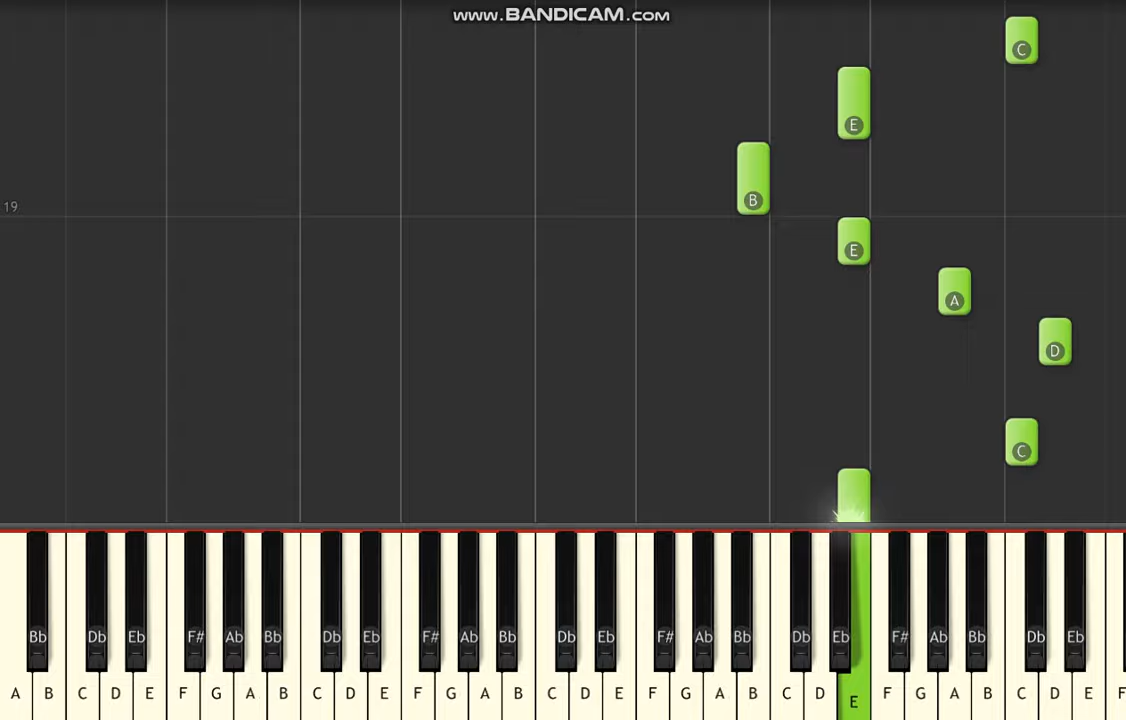 www.BANDICAM.com
C
E
B
19
E
A
D
C
Bb Db Eb F# Ab Bb Db Eb F# Ab Bb Db Eb F# Ab Bb Db Eb F# Ab Bb Db Eb
A B C D E F G A B C D E F G A B C D E F G A B C D E F G A B C D E F